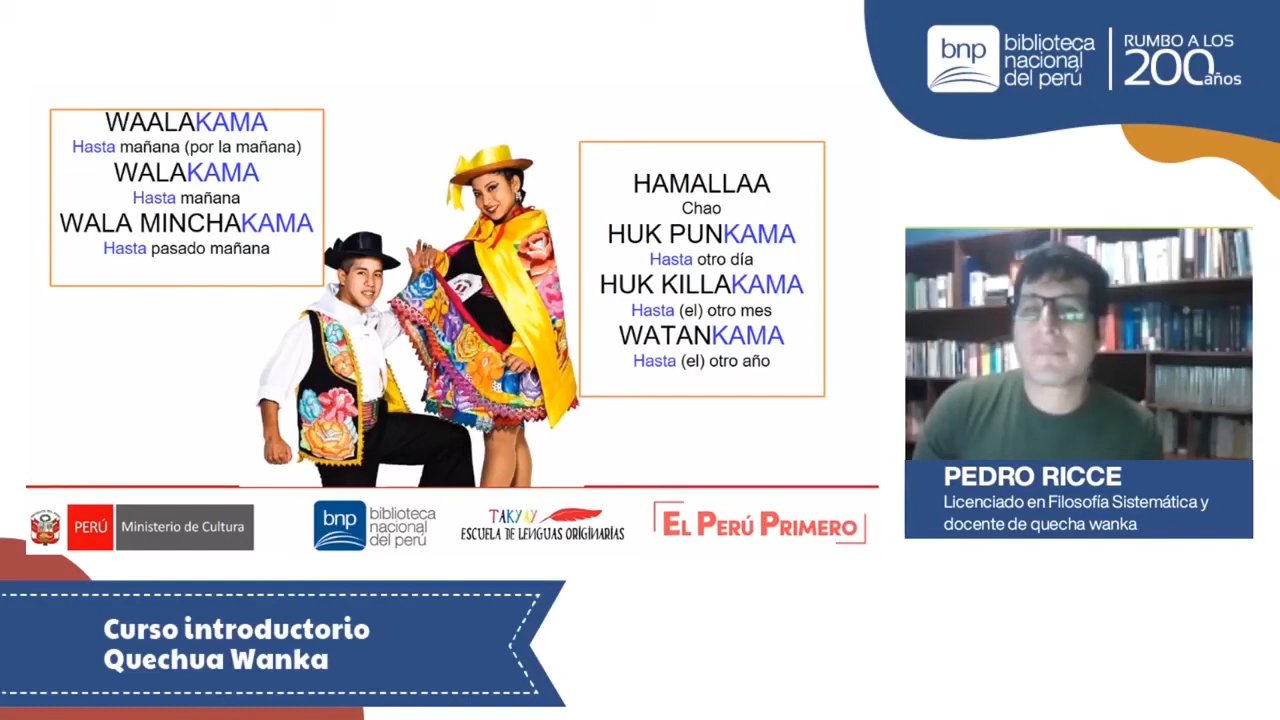 bnp
biblioteca
nacional
del perú
RUMBO A LOS
200 años
WAALAKAMA
Hasta mañana (por la mañana)
WALAKAMA
Hasta mañana
WALA MINCHAKAMA
Hasta pasado mañana
HAMALLAA
Chao
HUK PUNKAMA
Hasta otro día
HUK KILLAKAMA
Hasta (el) otro mes
WATANKAMA
Hasta (el) otro año
PEDRO RICCE
Licenciado en Filosofía Sistemática y
docente de quecha wanka
PERÚ
Ministerio de Cultura
bnp
biblioteca
nacional
del perú
TAKYAY
ESCUELA DE LENGUAS ORIGINARIAS
EL PERÚ PRIMERO
Curso introductorio
Quechua Wanka